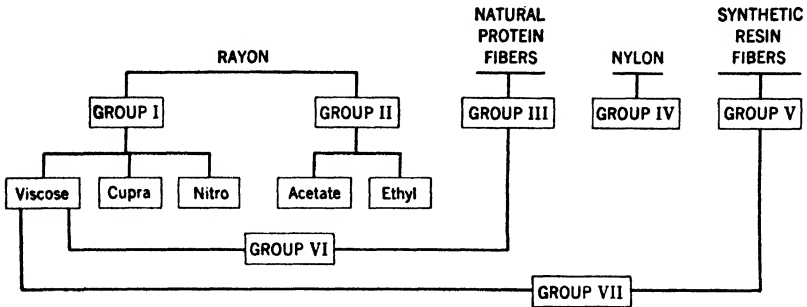 RAYON
NATURAL
PROTEIN
FIBERS
NYLON
SYNTHETIC
RESIN
FIBERS
GROUP I
GROUP II
GROUP III
GROUP IV
GROUP V
Viscose
Cupra
Nitro
Acetate
Ethyl
GROUP VI
GROUP VII